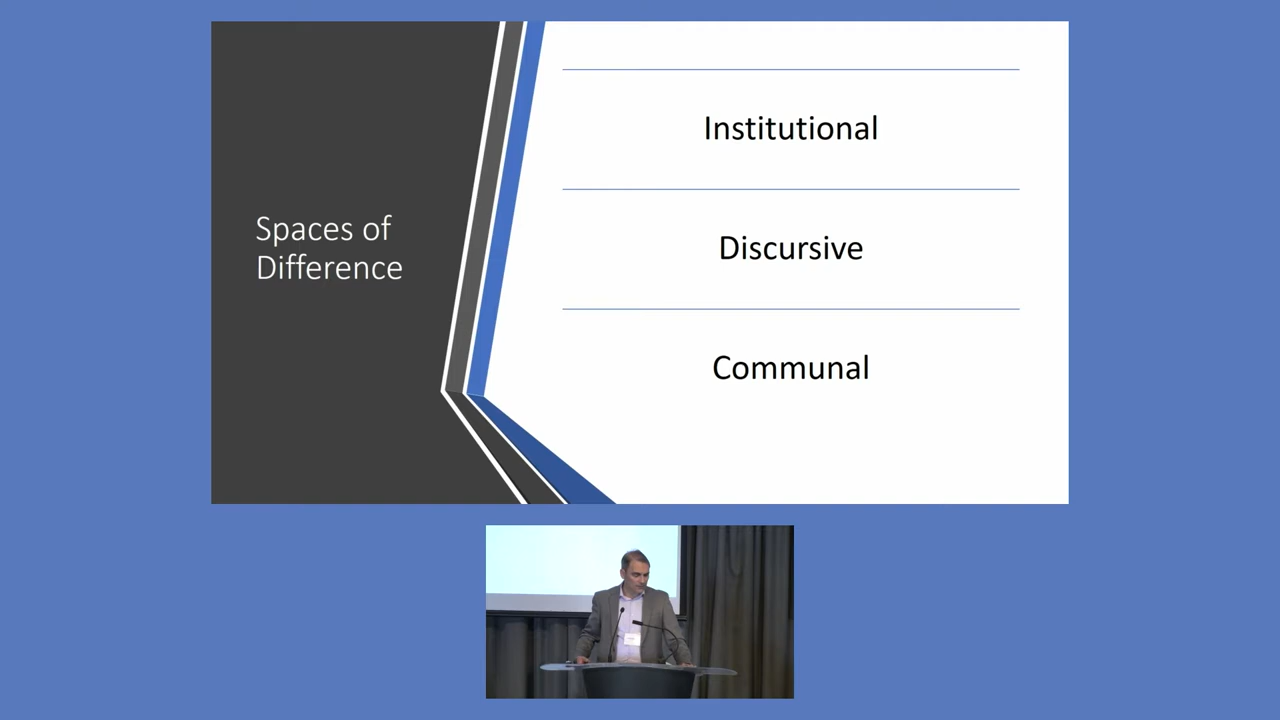 Spaces of
Difference
Institutional
Discursive
Communal